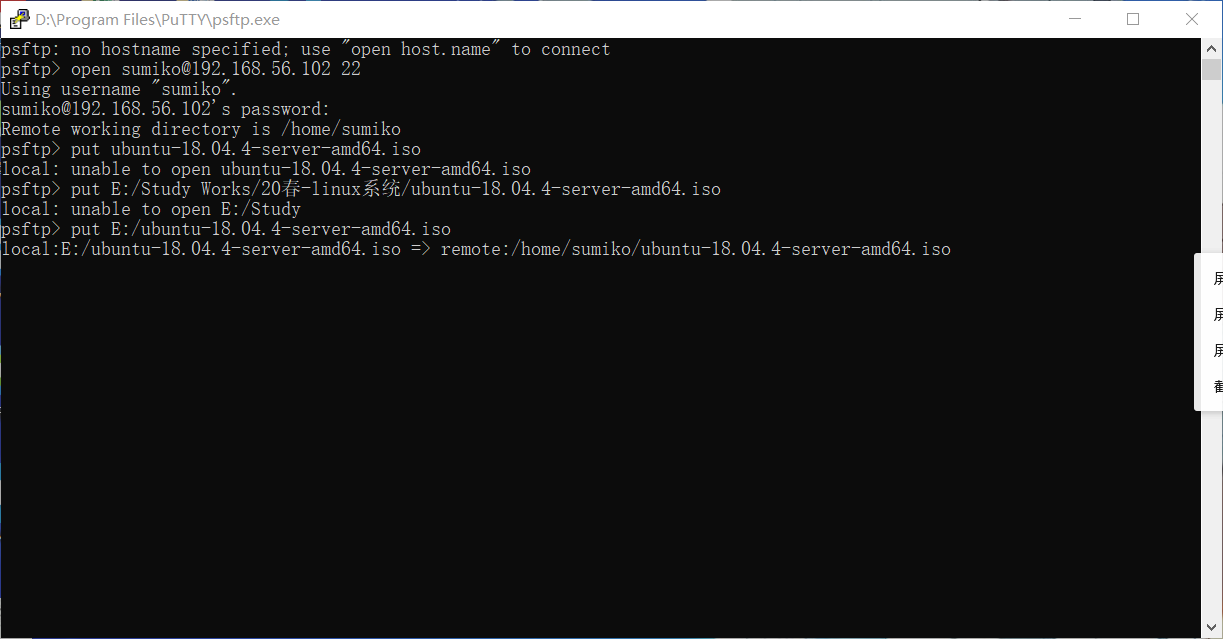 D:\Program Files\PuTTY\psftp.exe
psftp: no hostname specified; use "open host.name" to connect
psftp> open sumiko@192.168.56.102 22
Using username "sumiko".
sumiko@192.168.56.102's password:
Remote working directory is /home/sumiko
psftp> put ubuntu-18.04.4-server-amd64.iso
local: unable to open ubuntu-18.04.4-server-amd64.iso
psftp> put E:/Study Works/20春-linux系统/ubuntu-18.04.4-server-amd64.iso
local: unable to open E:/Study
psftp> put E:/ubuntu-18.04.4-server-amd64.iso
local:E:/ubuntu-18.04.4-server-amd64.iso => remote:/home/sumiko/ubuntu-18.04.4-server-amd64.iso